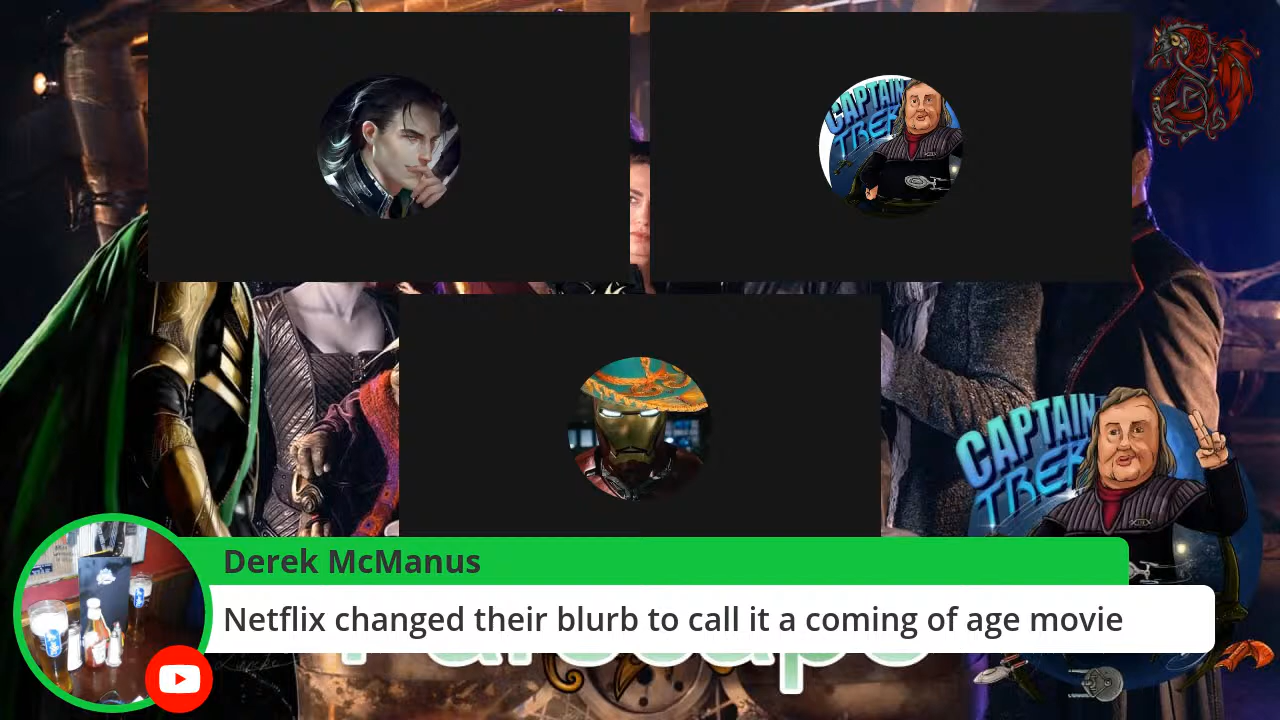 CAPTAIN
TREK
CAPTAIN
TREK
Derek McManus
Netflix changed their blurb to call it a coming of age movie